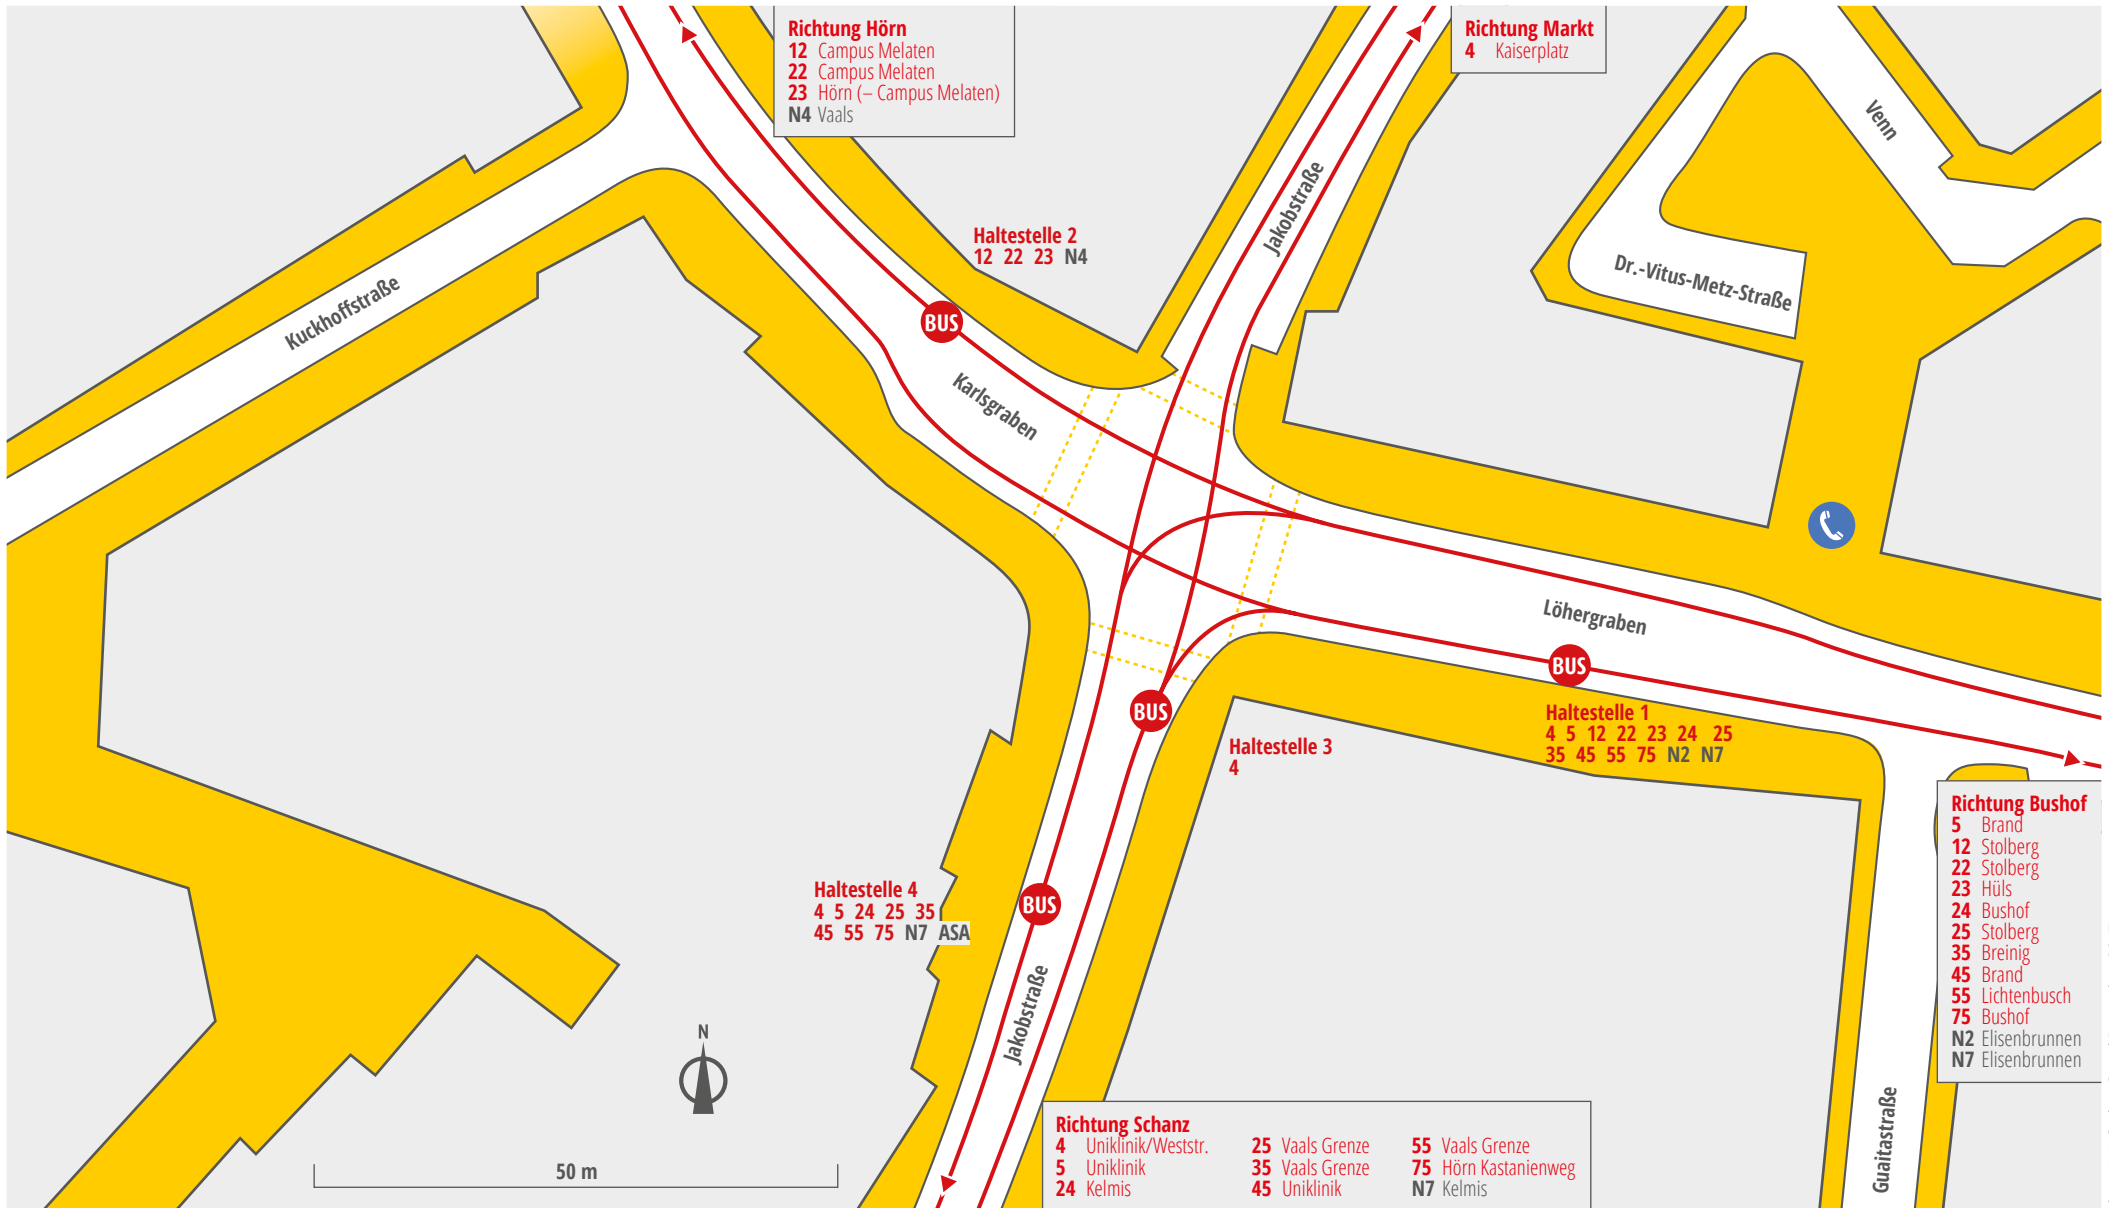 Richtung Hörn
12 Campus Melaten
22 Campus Melaten
23 Hörn (– Campus Melaten)
N4 Vaals
Richtung Markt
4 Kaiserplatz
Venn
Jakobstraße
Haltestelle 2
12 22 23 N4
Dr.-Vitus-Metz-Straße
Kuckhoffstraße
BUS
Karlsgraben
Löhergraben
BUS
BUS
Haltestelle 1
4 5 12 22 23 24 25
35 45 55 75 N2 N7
Haltestelle 3
4
Richtung Bushof
5 Brand
12 Stolberg
22 Stolberg
23 Hüls
24 Bushof
25 Stolberg
35 Breinig
45 Brand
55 Lichtenbusch
75 Bushof
N2 Elisenbrunnen
N7 Elisenbrunnen
Haltestelle 4
4 5 24 25 35
45 55 75 N7 ASA
BUS
Jakobstraße
N
50 m
Richtung Schanz
4 Uniklinik/Weststr. 25 Vaals Grenze 55 Vaals Grenze
5 Uniklinik 35 Vaals Grenze 75 Hörn Kastanienweg
24 Kelmis 45 Uniklinik N7 Kelmis
Guaitastraße